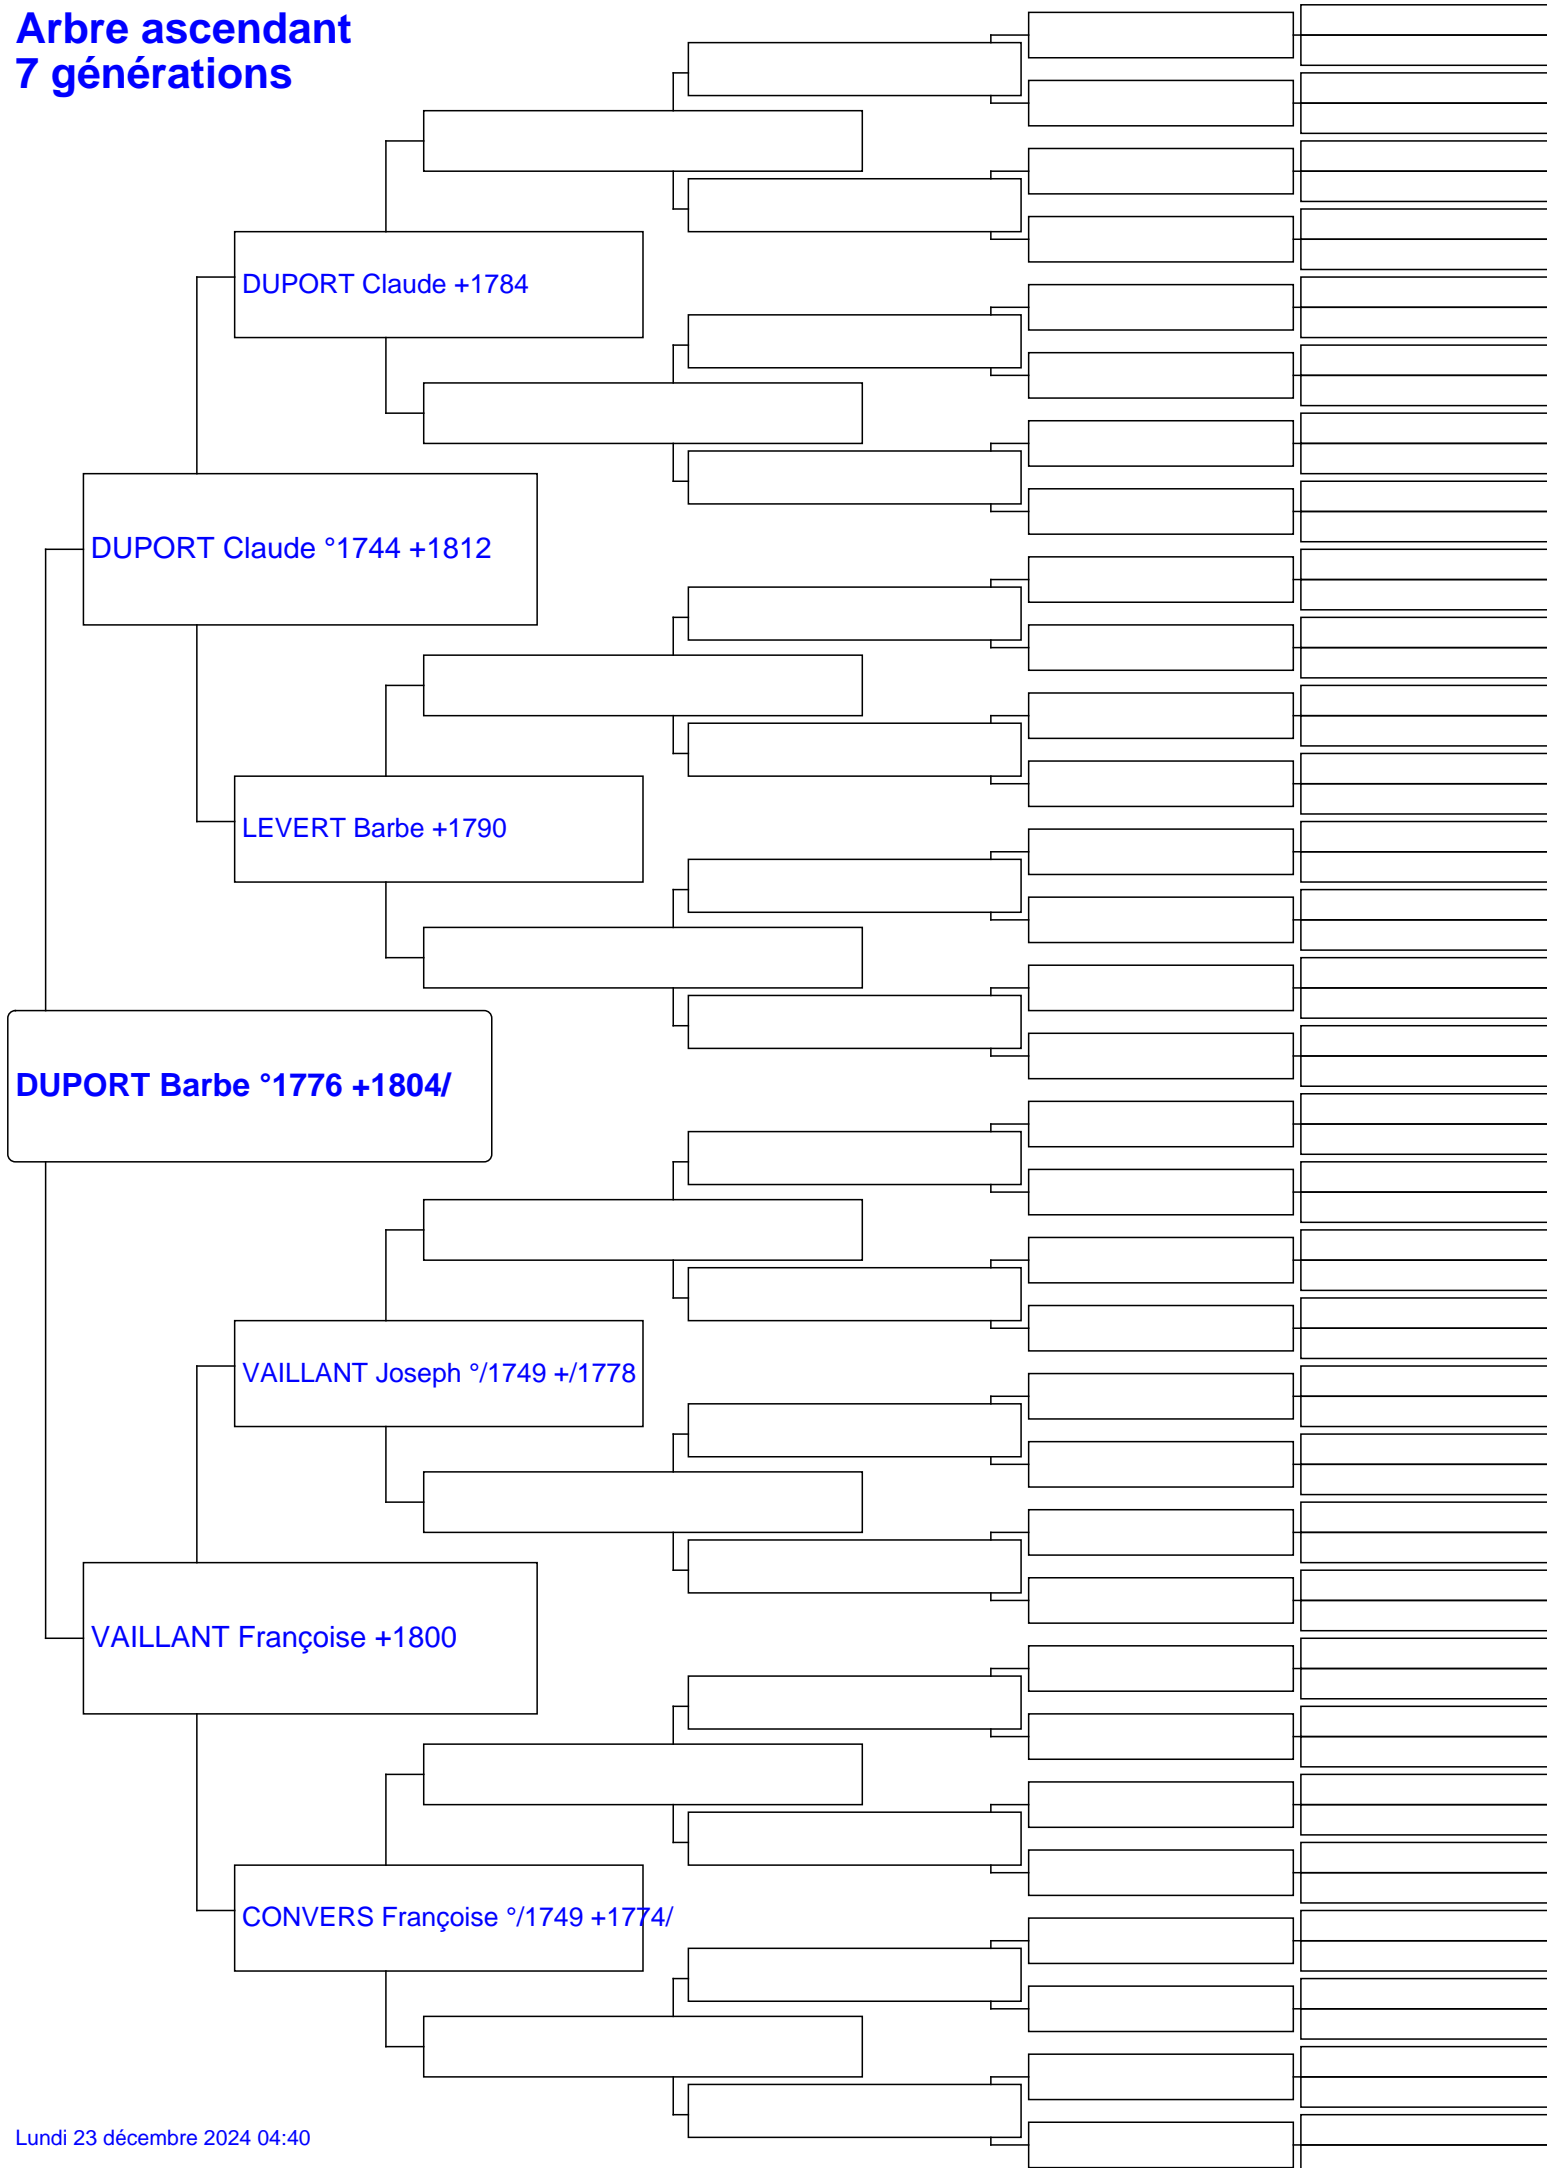 Arbre ascendant
7 générations
DUPORT Claude +1784
DUPORT Claude °1744 +1812
LEVERT Barbe +1790
DUPORT Barbe °1776 +1804/
VAILLANT Joseph °/1749 +/1778
VAILLANT Françoise +1800
CONVERS Françoise °/1749 +1774/
Lundi 23 décembre 2024 04:40